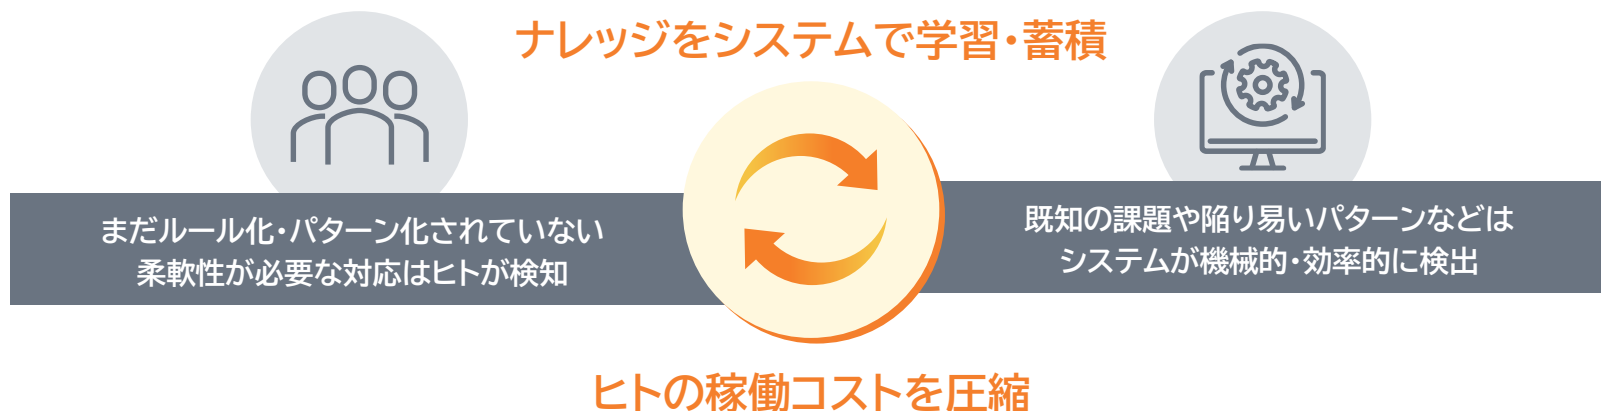 ナレッジをシステムで学習・蓄積
まだルール化・パターン化されていない
柔軟性が必要な対応はヒトが検知
既知の課題や陥り易いパターンなどは
システムが機械的・効率的に検出
ヒトの稼働コストを圧縮